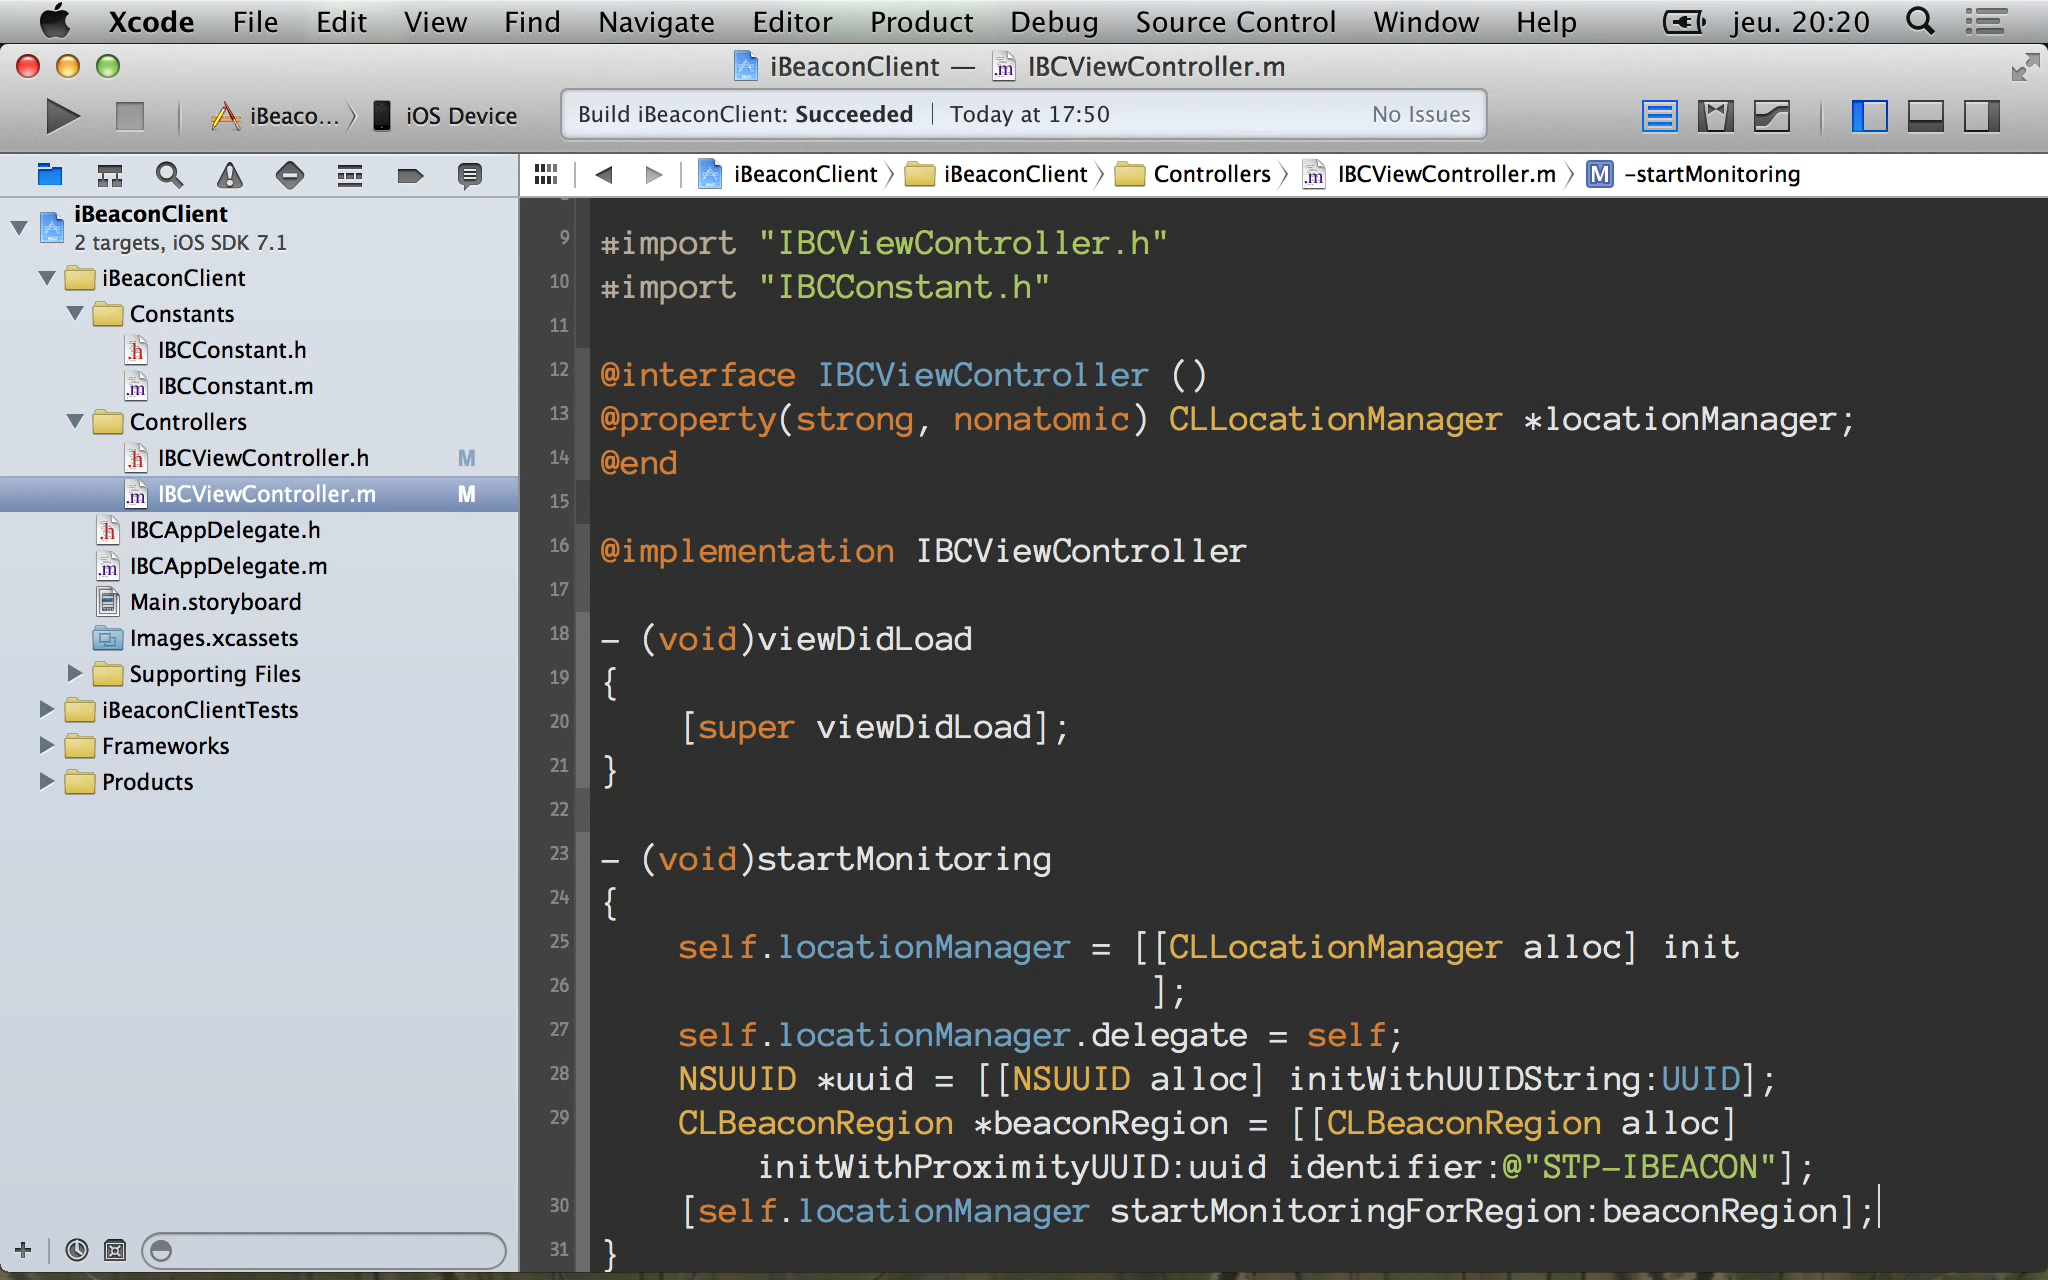 Xcode File Edit View Find Navigate Editor Product Debug Source Control Window Help jeu. 20:20
iBeaconClient — IBCViewController.m
iBeaco... iOS Device
Build iBeaconClient: Succeeded Today at 17:50 No Issues
iBeaconClient iBeaconClient Controllers IBCViewController.m M -startMonitoring
iBeaconClient
2 targets, iOS SDK 7.1
iBeaconClient
Constants
IBCConstant.h
IBCConstant.m
Controllers
IBCViewController.h M
IBCViewController.m M
IBCAppDelegate.h
IBCAppDelegate.m
Main.storyboard
Images.xcassets
Supporting Files
iBeaconClientTests
Frameworks
Products
9 #import "IBCViewController.h"
10 #import "IBCConstant.h"
11
12 @interface IBCViewController ()
13 @property(strong, nonatomic) CLLocationManager *locationManager;
14 @end
15
16 @implementation IBCViewController
17
18 - (void)viewDidLoad
19 {
20 [super viewDidLoad];
21 }
22
23 - (void)startMonitoring
24 {
25 self.locationManager = [[CLLocationManager alloc] init
26 ];
27 self.locationManager.delegate = self;
28 NSUUID *uuid = [[NSUUID alloc] initWithUUIDString:UUID];
29 CLBeaconRegion *beaconRegion = [[CLBeaconRegion alloc]
initWithProximityUUID:uuid identifier:@"STP-IBEACON"];
30 [self.locationManager startMonitoringForRegion:beaconRegion];
31 }